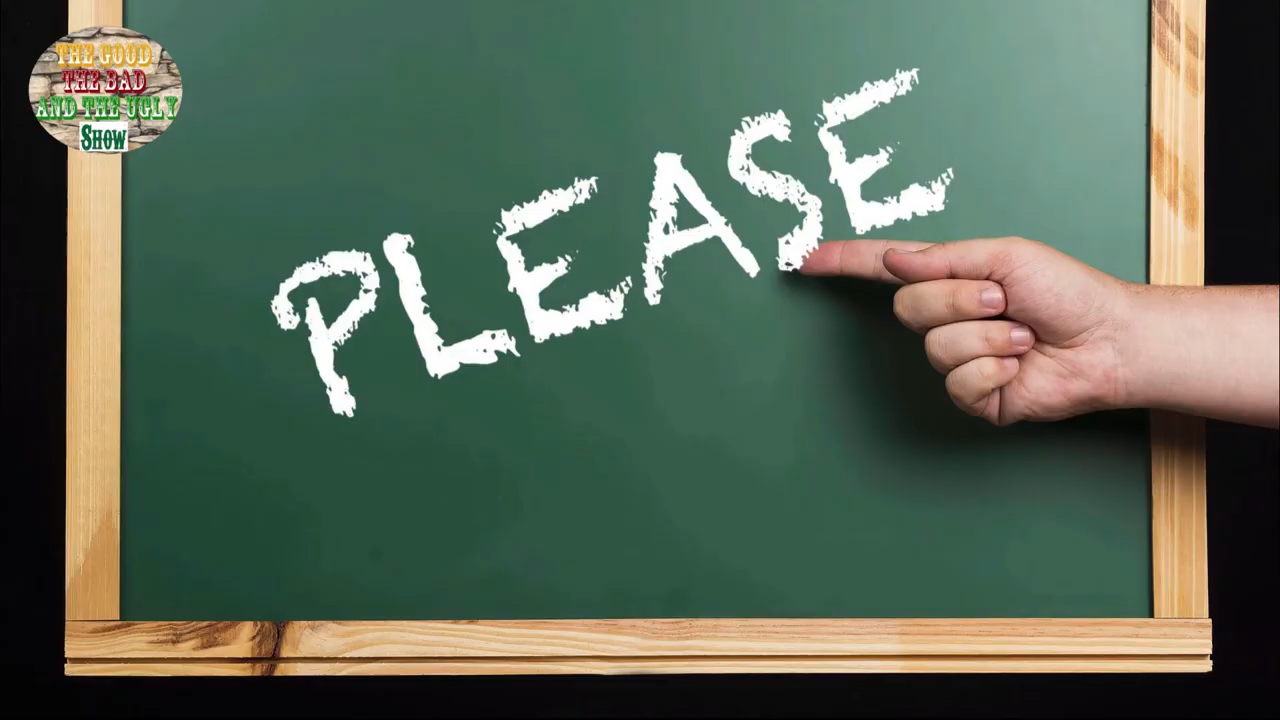 THE GOOD,
THE BAD
AND THE UGLY
SHOW
PLEASE